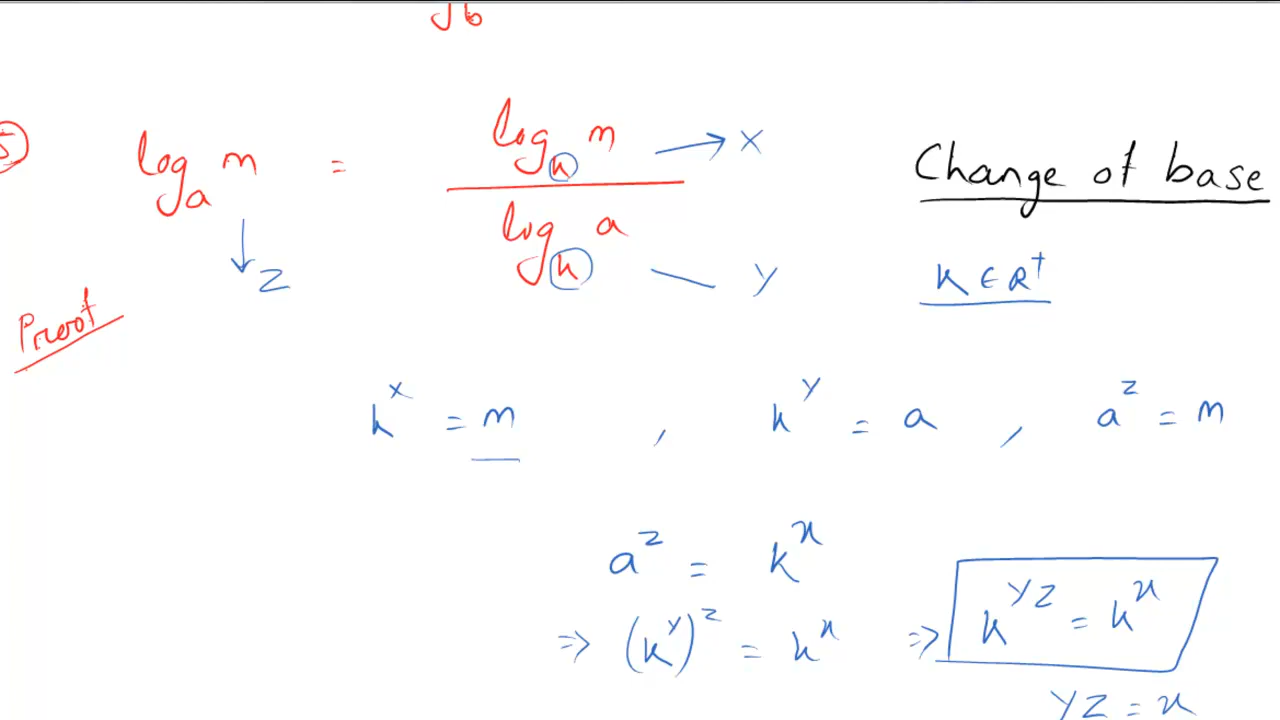 b
5
log_a m = log_k m / log_k a
→ x
y
↓ z
Change of base
k ∈ R⁺
Proof
k^x = m , k^y = a , a^z = m
a^z = k^x
⇒ (k^y)^z = k^x ⇒ k^yz = k^x
yz = x